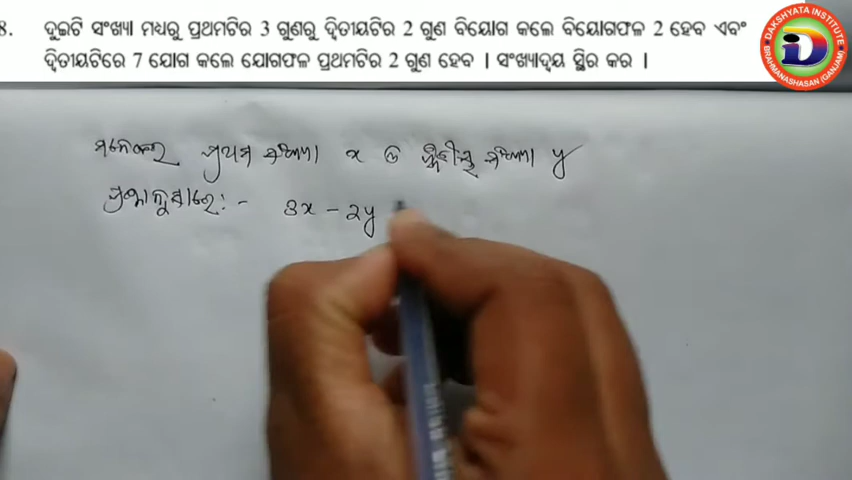 8. ଦୁଇଟି ସଂଖ୍ୟା ମଧ୍ୟରୁ ପ୍ରଥମଟିର 3 ଗୁଣରୁ ଦ୍ୱିତୀୟଟିର 2 ଗୁଣ ବିୟୋଗ କଲେ ବିୟୋଗଫଳ 2 ହେବ ଏବଂ
ଦ୍ୱିତୀୟଟିରେ 7 ଯୋଗ କଲେ ଯୋଗଫଳ ପ୍ରଥମଟିର 2 ଗୁଣ ହେବ । ସଂଖ୍ୟାଦ୍ୱୟ ସ୍ଥିର କର ।
DAKSHYATA INSTITUTE
BRAHMANASHASAN (GANJAM)
ମନେକର ପ୍ରଥମ ସଂଖ୍ୟା x ଓ ଦ୍ୱିତୀୟ ସଂଖ୍ୟା y
ପ୍ରଶ୍ନାନୁସାରେ :- 3x - 2y